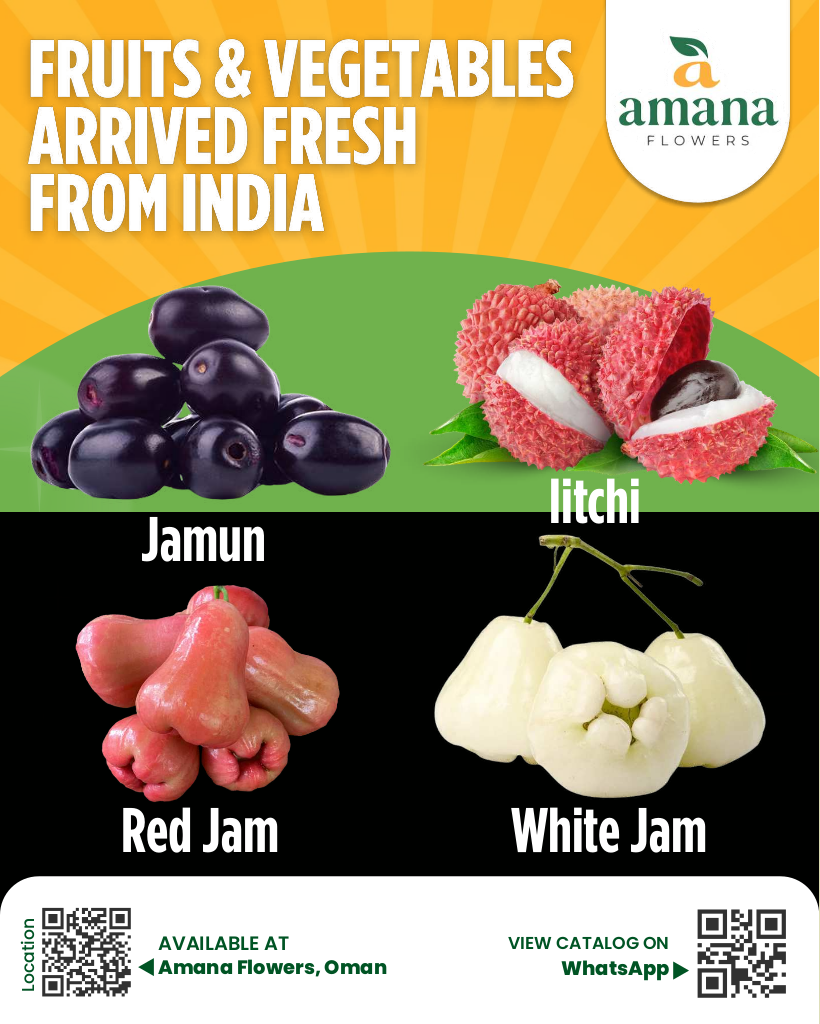 FRUITS & VEGETABLES
ARRIVED FRESH
FROM INDIA
amana
FLOWERS
Jamun
litchi
Red Jam
White Jam
Location
AVAILABLE AT
Amana Flowers, Oman
VIEW CATALOG ON
WhatsApp